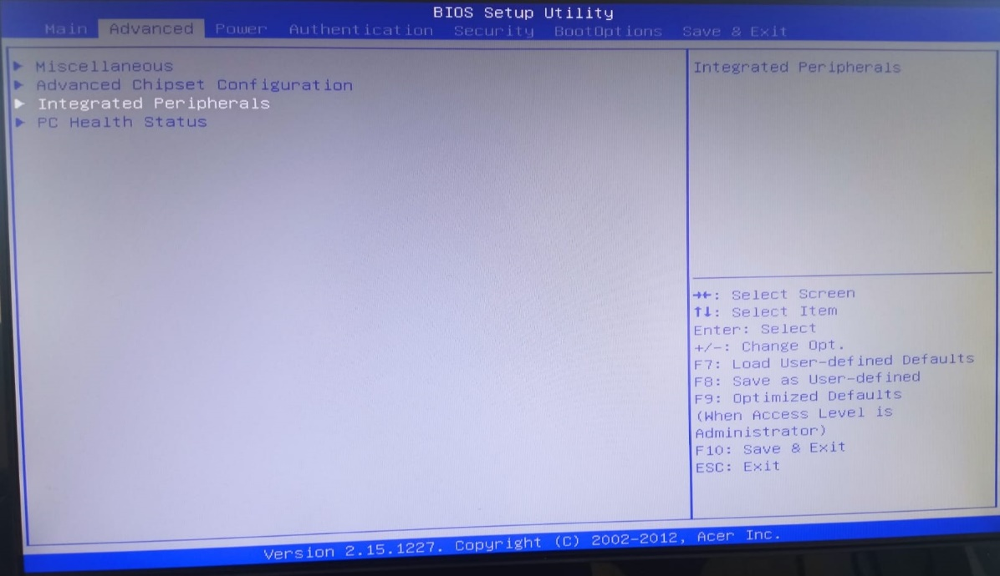 BIOS Setup Utility
Main Advanced Power Authentication Security BootOptions Save & Exit
▶ Miscellaneous
▶ Advanced Chipset Configuration
▶ Integrated Peripherals
▶ PC Health Status
Integrated Peripherals
→←: Select Screen
↑↓: Select Item
Enter: Select
+/-: Change Opt.
F7: Load User-defined Defaults
F8: Save as User-defined
F9: Optimized Defaults
(When Access Level is
Administrator)
F10: Save & Exit
ESC: Exit
Version 2.15.1227. Copyright (C) 2002-2012, Acer Inc.